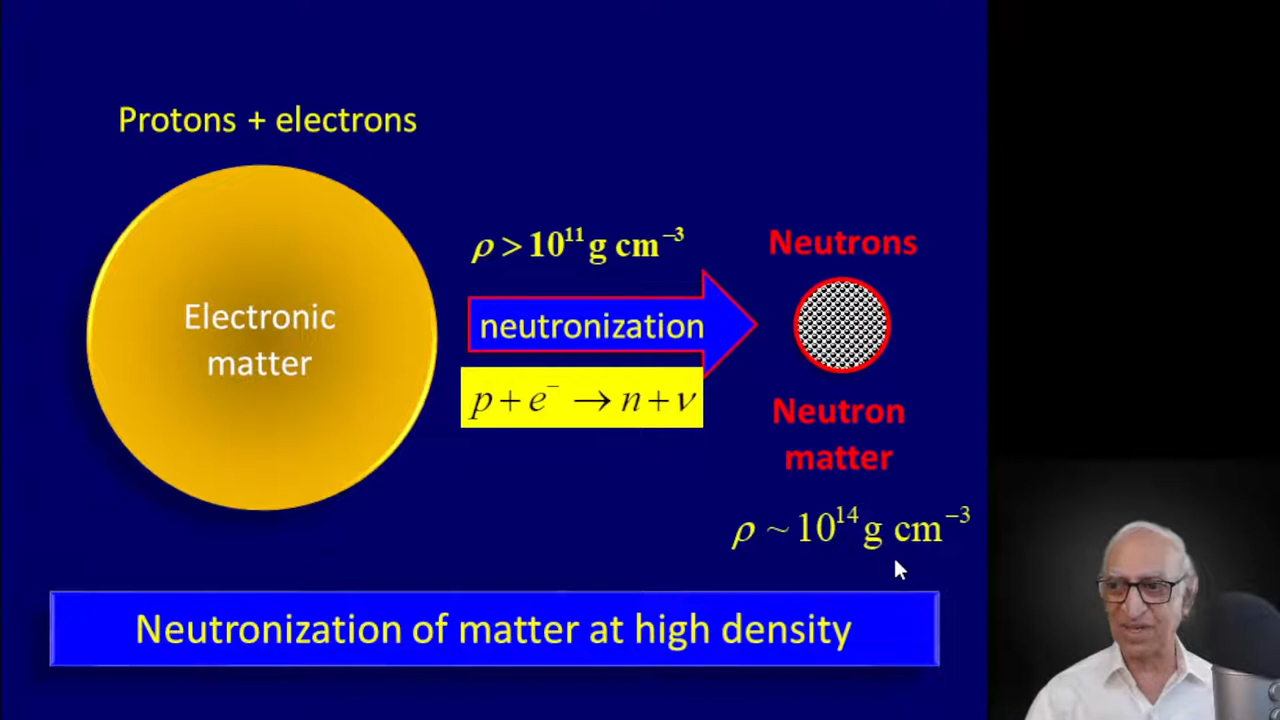 Protons + electrons
Electronic
matter
ρ > 10¹¹ g cm⁻³
neutronization
p + e⁻ → n + ν
Neutrons
Neutron
matter
ρ ~ 10¹⁴ g cm⁻³
Neutronization of matter at high density